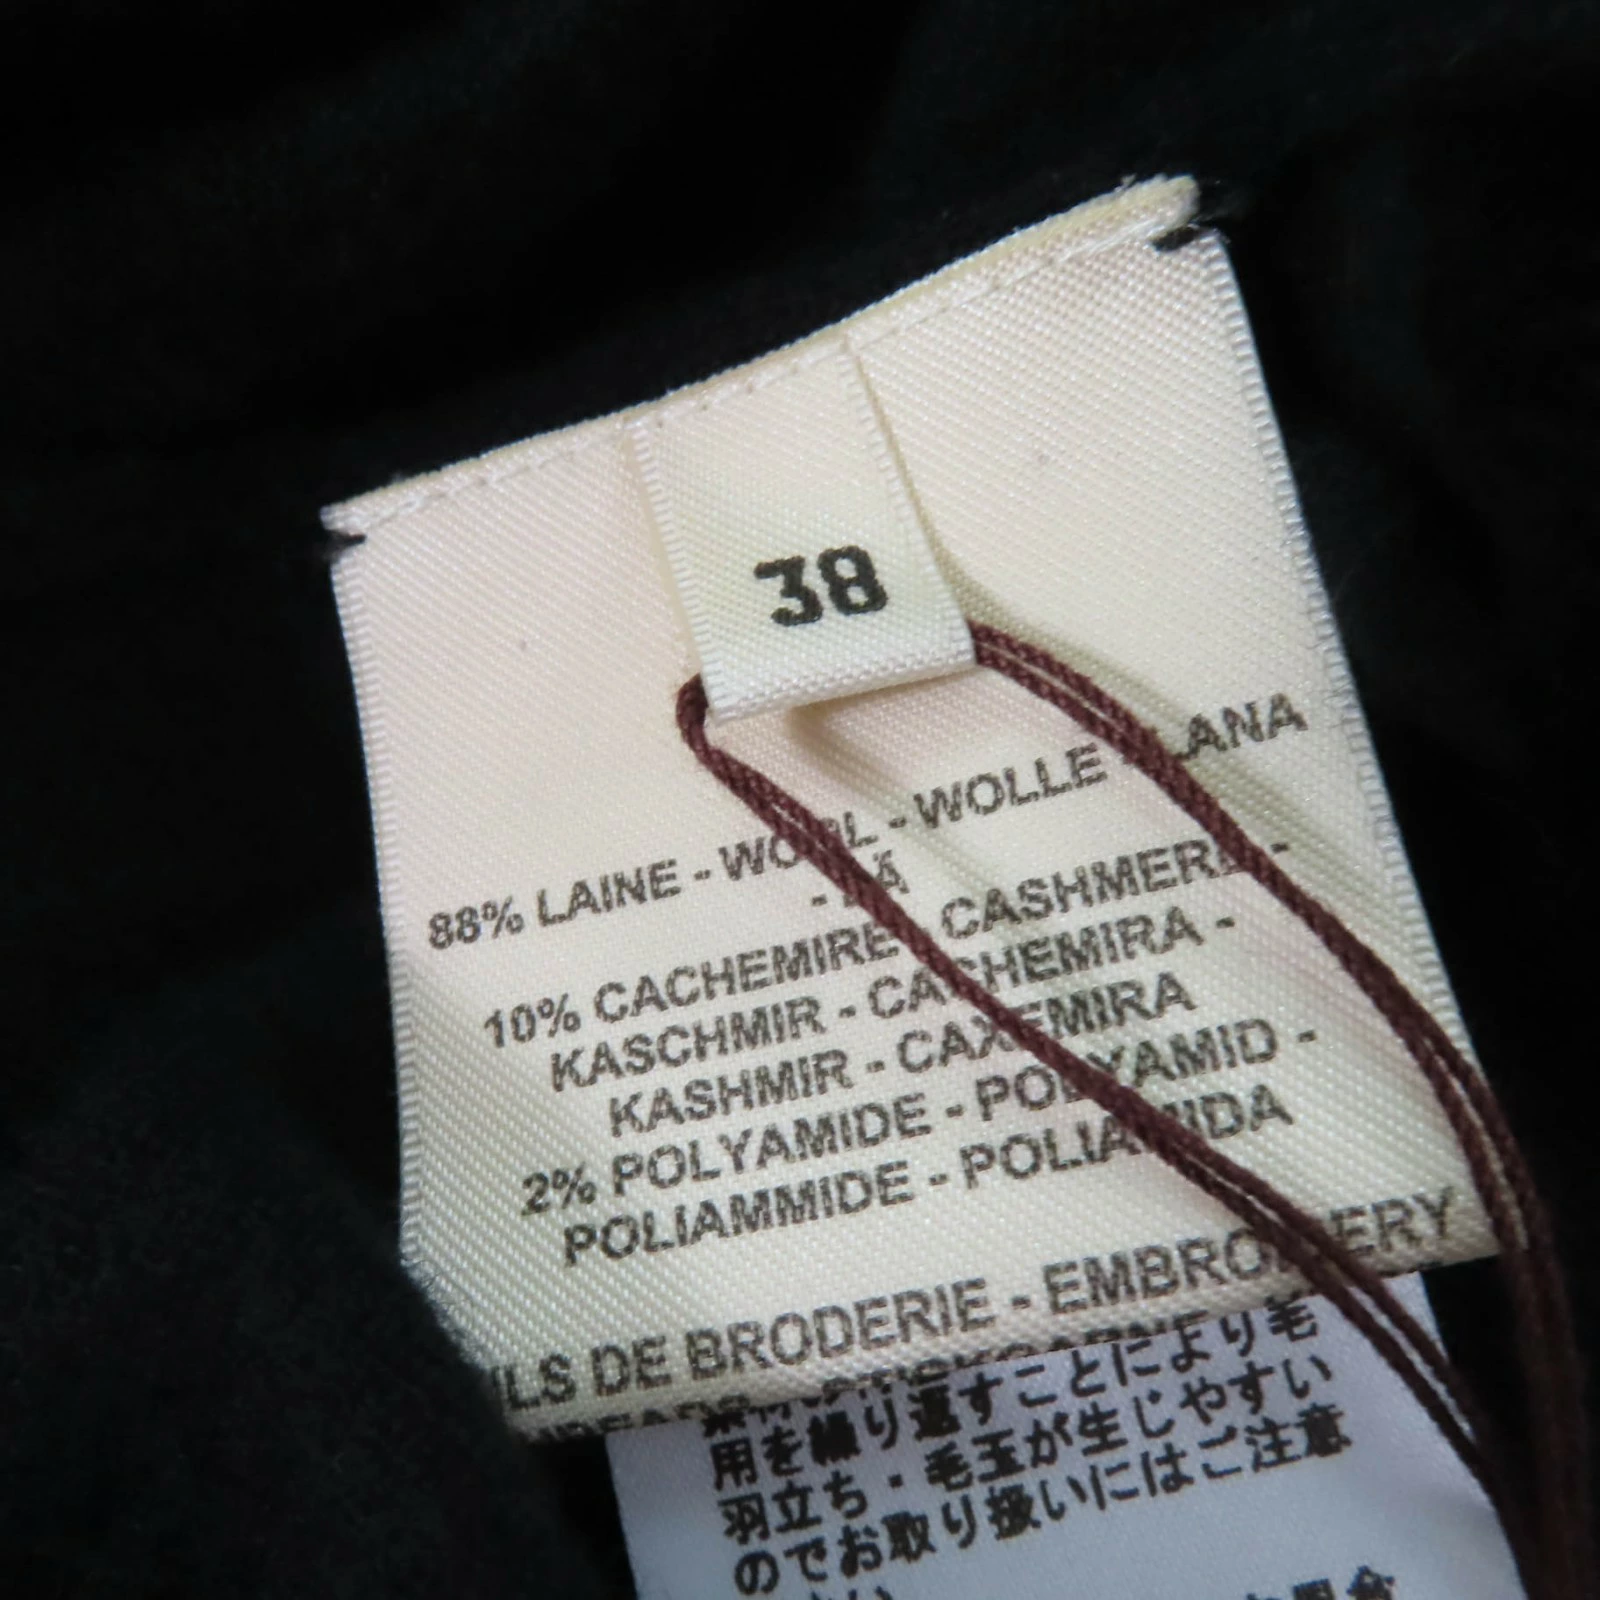 38
88% LAINE - WOOL - WOLLE - LANA
- LÃ
10% CACHEMIRE - CASHMERE -
KASCHMIR - CACHEMIRA -
KASHMIR - CAXEMIRA
2% POLYAMIDE - POLYAMID -
POLIAMMIDE - POLIAMIDA
FILS DE BRODERIE - EMBROIDERY
により毛
用を繰り返すことが生じやすい
羽立ち・毛玉
のでお取り扱いにはご注意